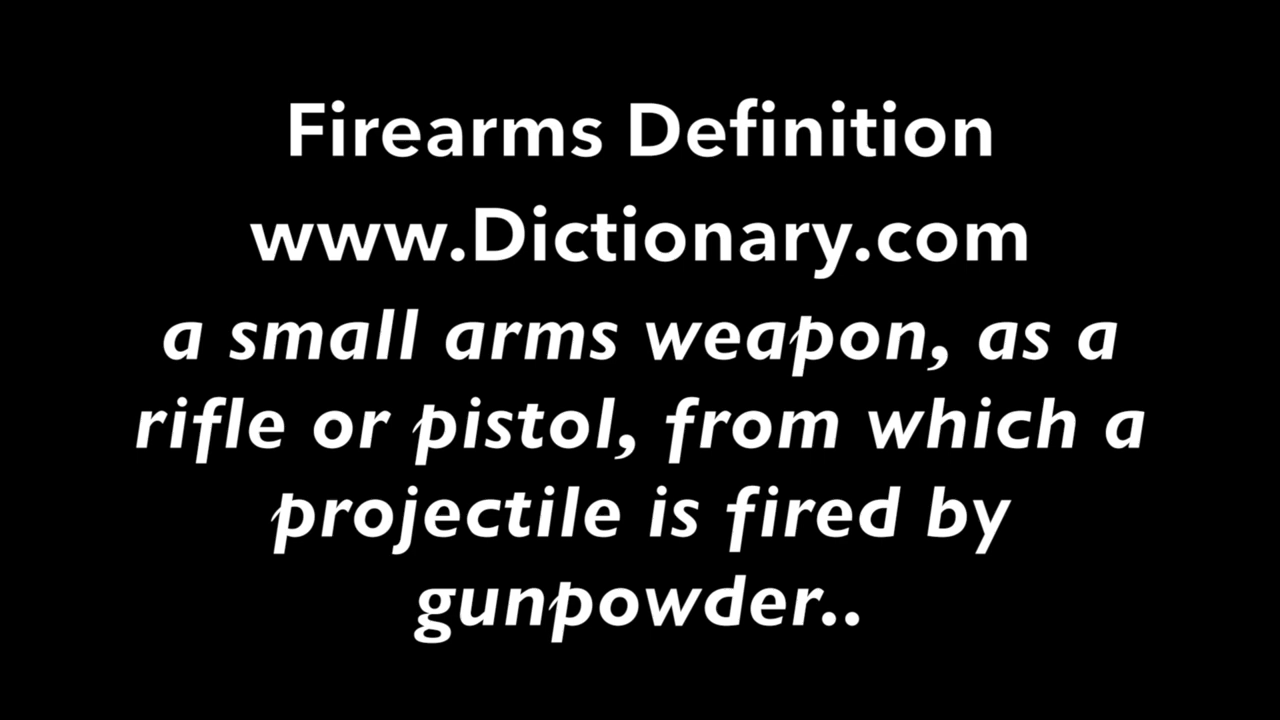 Firearms Definition
www.Dictionary.com
a small arms weapon, as a
rifle or pistol, from which a
projectile is fired by
gunpowder..